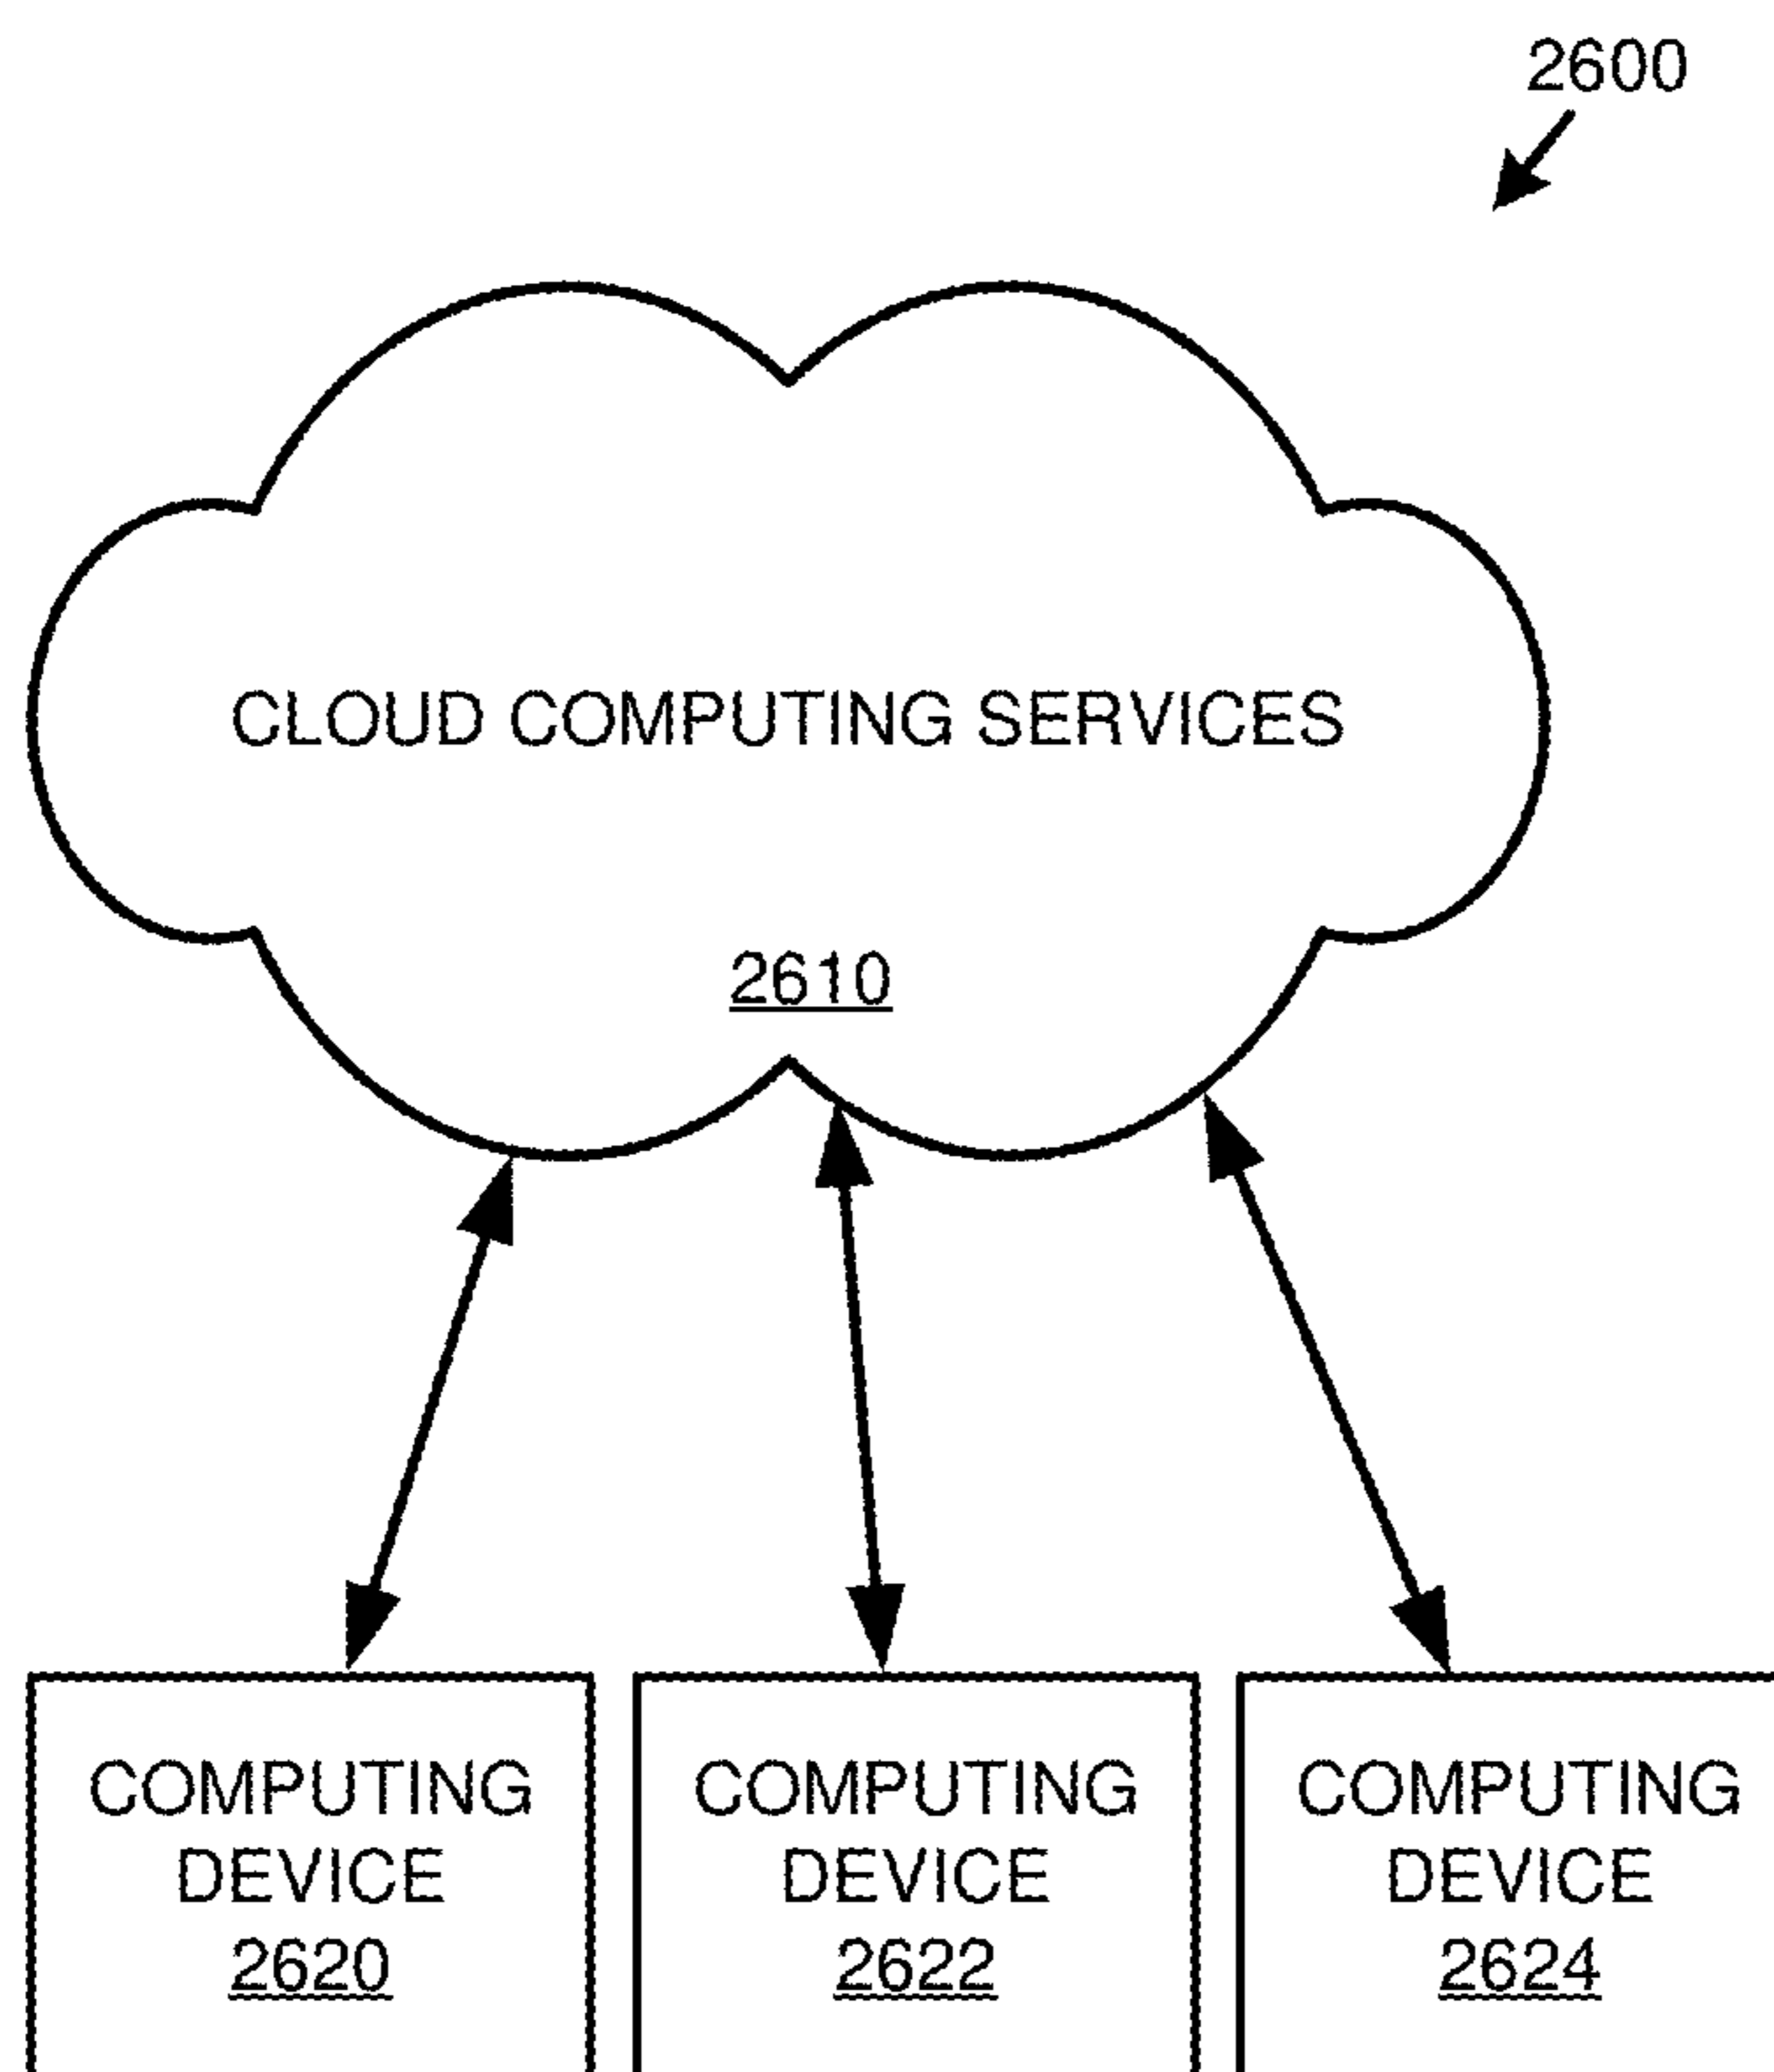 2600
CLOUD COMPUTING SERVICES
2610
COMPUTING
DEVICE
2620
COMPUTING
DEVICE
2622
COMPUTING
DEVICE
2624